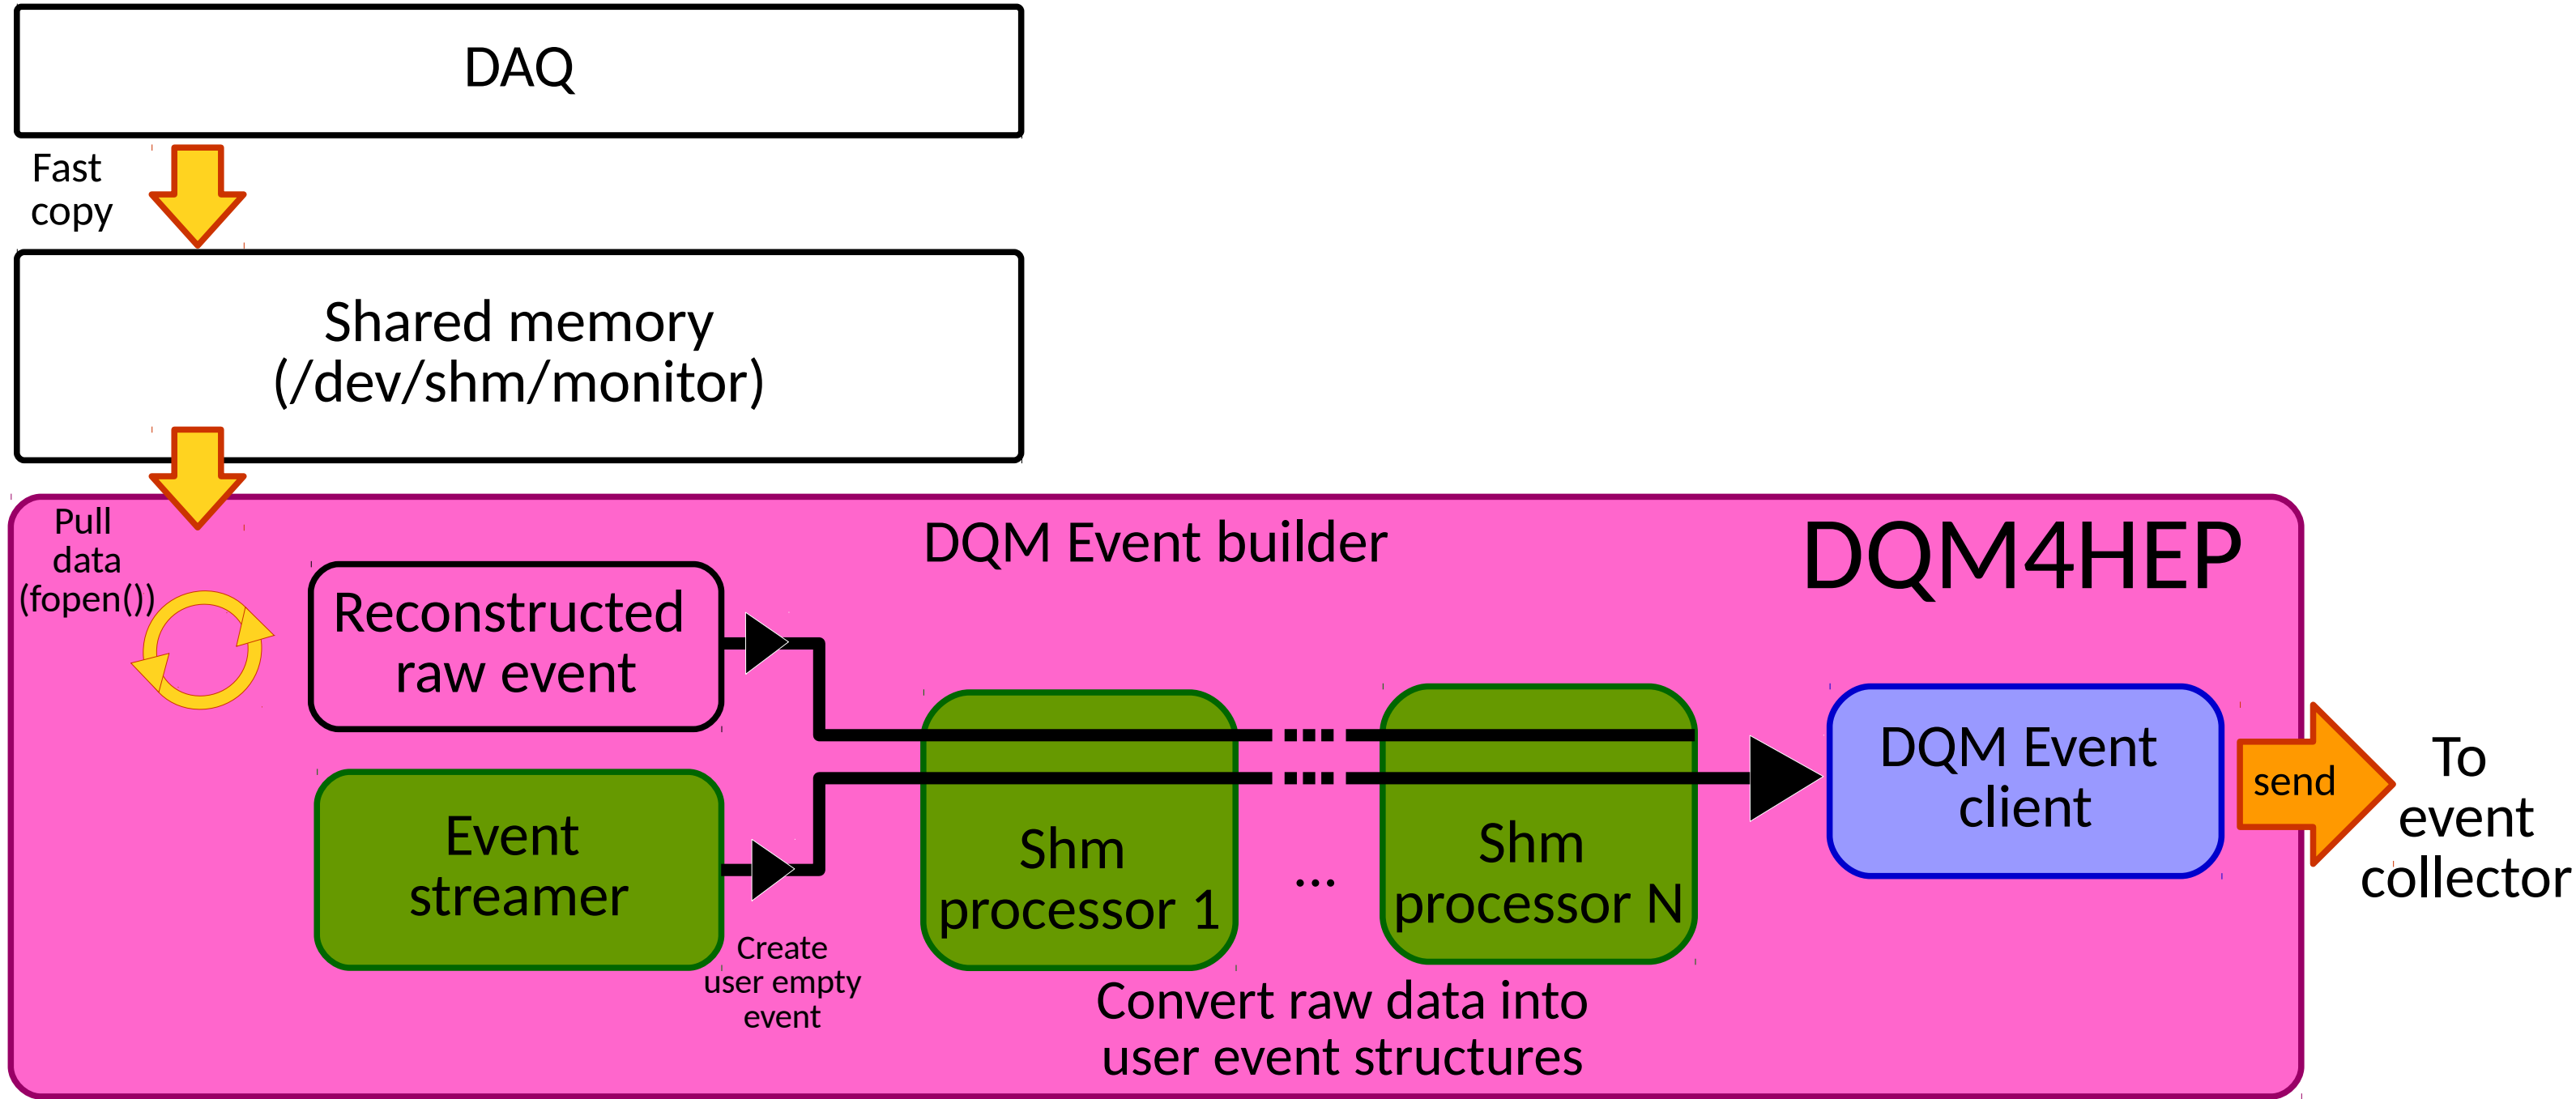 DAQ
Fast
copy
Shared memory
(/dev/shm/monitor)
Pull
data
(fopen())
DQM Event builder
DQM4HEP
Reconstructed
raw event
Event
streamer
Create
user empty
event
Shm
processor 1
...
Shm
processor N
Convert raw data into
user event structures
DQM Event
client
send
To
event
collector